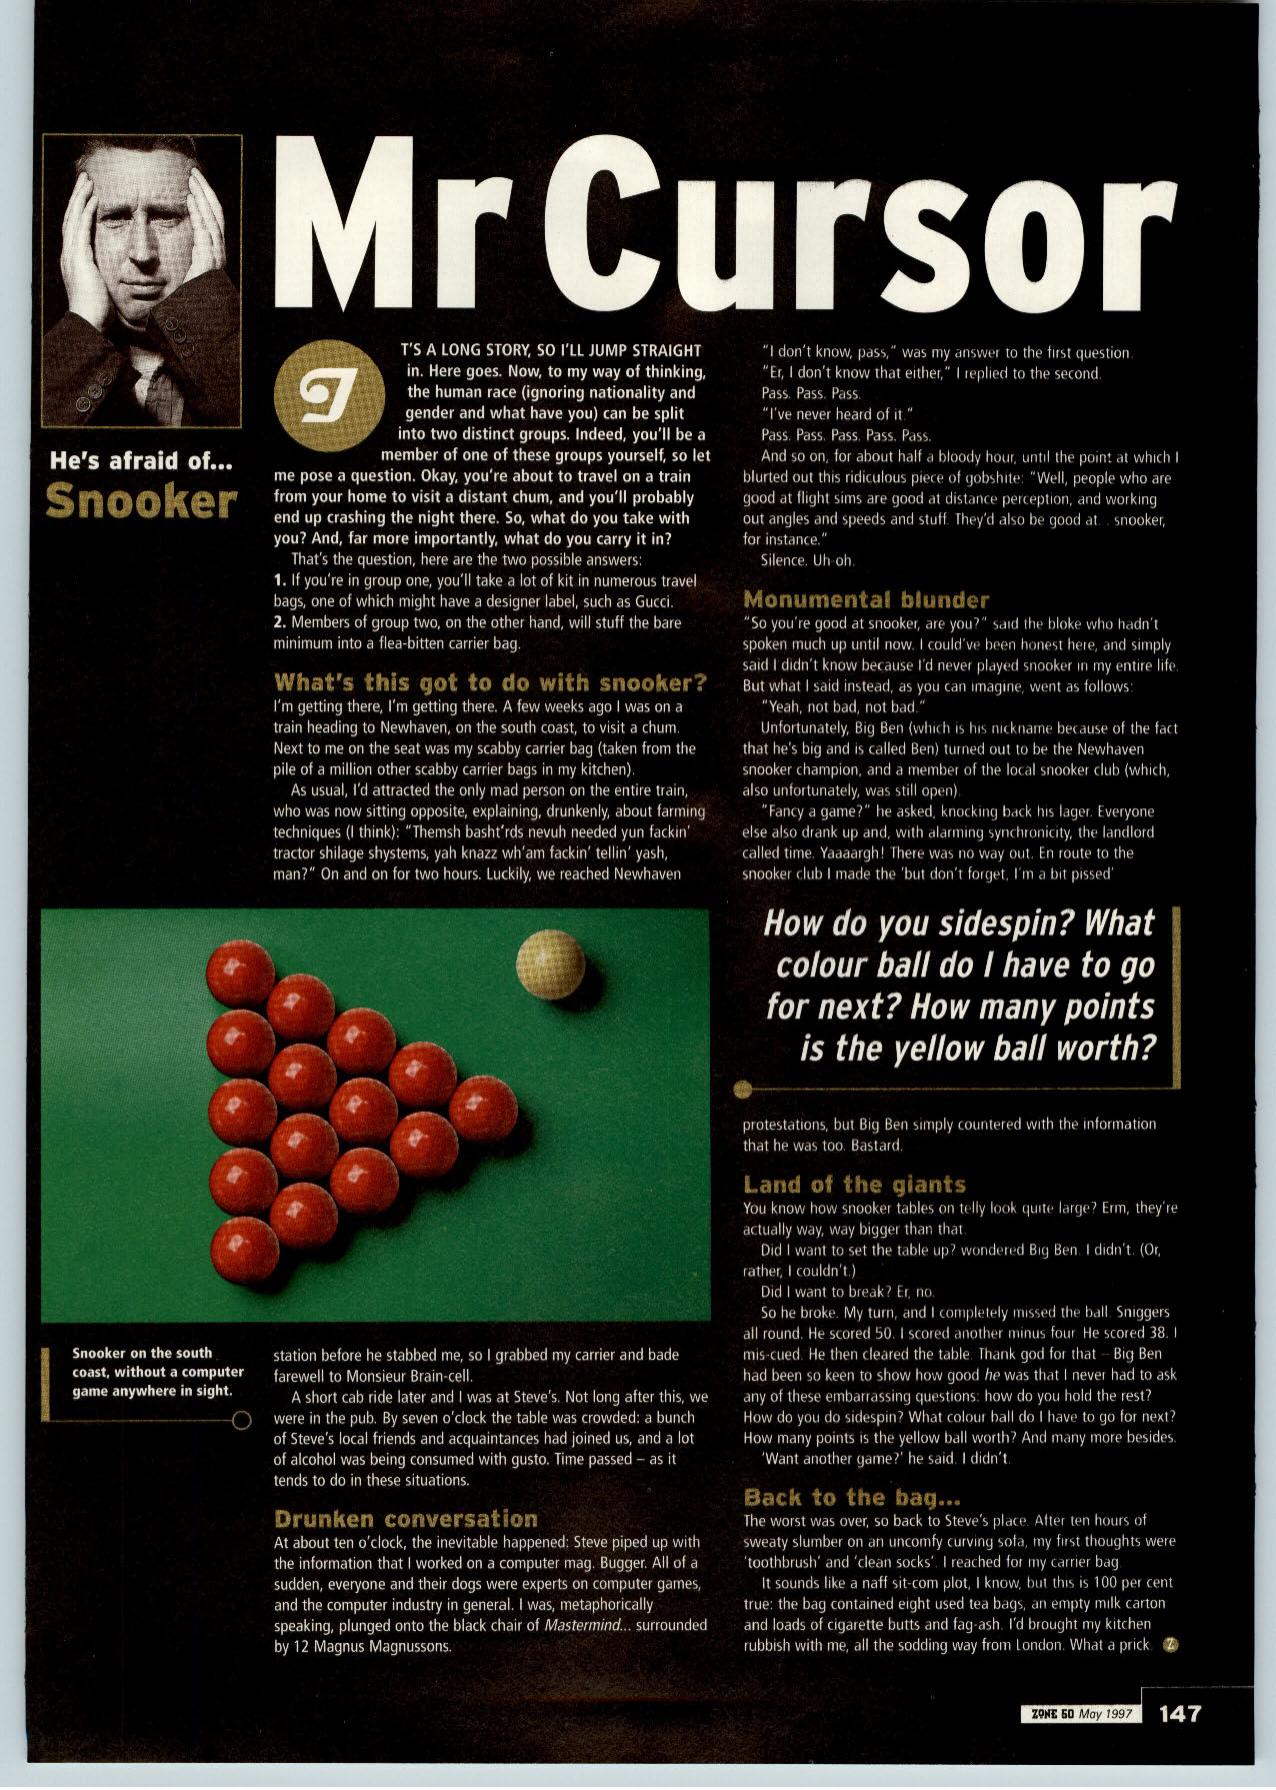 Mr Cursor
He's afraid of...
Snooker
IT'S A LONG STORY, SO I'LL JUMP STRAIGHT
in. Here goes. Now, to my way of thinking,
the human race (ignoring nationality and
gender and what have you) can be split
into two distinct groups. Indeed, you'll be a
member of one of these groups yourself, so let
me pose a question. Okay, you're about to travel on a train
from your home to visit a distant chum, and you'll probably
end up crashing the night there. So, what do you take with
you? And, far more importantly, what do you carry it in?
That's the question, here are the two possible answers:
1. If you're in group one, you'll take a lot of kit in numerous travel
bags, one of which might have a designer label, such as Gucci.
2. Members of group two, on the other hand, will stuff the bare
minimum into a flea-bitten carrier bag.
What's this got to do with snooker?
I'm getting there, I'm getting there. A few weeks ago I was on a
train heading to Newhaven, on the south coast, to visit a chum.
Next to me on the seat was my scabby carrier bag (taken from the
pile of a million other scabby carrier bags in my kitchen).
As usual, I'd attracted the only mad person on the entire train,
who was now sitting opposite, explaining, drunkenly, about farming
techniques (I think): "Themsh basht'rds nevuh needed yun fackin'
tractor shilage shystems, yah knazz wh'am fackin' tellin' yash,
man?" On and on for two hours. Luckily, we reached Newhaven
Snooker on the south
coast, without a computer
game anywhere in sight.
station before he stabbed me, so I grabbed my carrier and bade
farewell to Monsieur Brain-cell.
A short cab ride later and I was at Steve's. Not long after this, we
were in the pub. By seven o'clock the table was crowded: a bunch
of Steve's local friends and acquaintances had joined us, and a lot
of alcohol was being consumed with gusto. Time passed – as it
tends to do in these situations.
Drunken conversation
At about ten o'clock, the inevitable happened: Steve piped up with
the information that I worked on a computer mag. Bugger. All of a
sudden, everyone and their dogs were experts on computer games,
and the computer industry in general. I was, metaphorically
speaking, plunged onto the black chair of Mastermind... surrounded
by 12 Magnus Magnussons.
"I don't know, pass," was my answer to the first question.
"Er, I don't know that either," I replied to the second.
Pass. Pass. Pass.
"I've never heard of it."
Pass. Pass. Pass. Pass. Pass.
And so on, for about half a bloody hour, until the point at which I
blurted out this ridiculous piece of gobshite: "Well, people who are
good at flight sims are good at distance perception, and working
out angles and speeds and stuff. They'd also be good at... snooker,
for instance."
Silence. Uh-oh.
Monumental blunder
"So you're good at snooker, are you?" said the bloke who hadn't
spoken much up until now. I could've been honest here, and simply
said I didn't know because I'd never played snooker in my entire life.
But what I said instead, as you can imagine, went as follows:
"Yeah, not bad, not bad."
Unfortunately, Big Ben (which is his nickname because of the fact
that he's big and is called Ben) turned out to be the Newhaven
snooker champion, and a member of the local snooker club (which,
also unfortunately, was still open).
"Fancy a game?" he asked, knocking back his lager. Everyone
else also drank up and, with alarming synchronicity, the landlord
called time. Yaaaargh! There was no way out. En route to the
snooker club I made the 'but don't forget, I'm a bit pissed'
How do you sidespin? What
colour ball do I have to go
for next? How many points
is the yellow ball worth?
protestations, but Big Ben simply countered with the information
that he was too. Bastard.
Land of the giants
You know how snooker tables on telly look quite large? Erm, they're
actually way, way bigger than that.
Did I want to set the table up? wondered Big Ben. I didn't. (Or,
rather, I couldn't.)
Did I want to break? Er, no.
So he broke. My turn, and I completely missed the ball. Sniggers
all round. He scored 50. I scored another minus four. He scored 38. I
mis-cued. He then cleared the table. Thank god for that – Big Ben
had been so keen to show how good he was that I never had to ask
any of these embarrassing questions: how do you hold the rest?
How do you do sidespin? What colour ball do I have to go for next?
How many points is the yellow ball worth? And many more besides.
'Want another game?' he said. I didn't.
Back to the bag...
The worst was over, so back to Steve's place. After ten hours of
sweaty slumber on an uncomfy curving sofa, my first thoughts were
'toothbrush' and 'clean socks'. I reached for my carrier bag.
It sounds like a naff sit-com plot, I know, but this is 100 per cent
true: the bag contained eight used tea bags, an empty milk carton
and loads of cigarette butts and fag-ash. I'd brought my kitchen
rubbish with me, all the sodding way from London. What a prick. Z
ZONE 50 May 1997 147